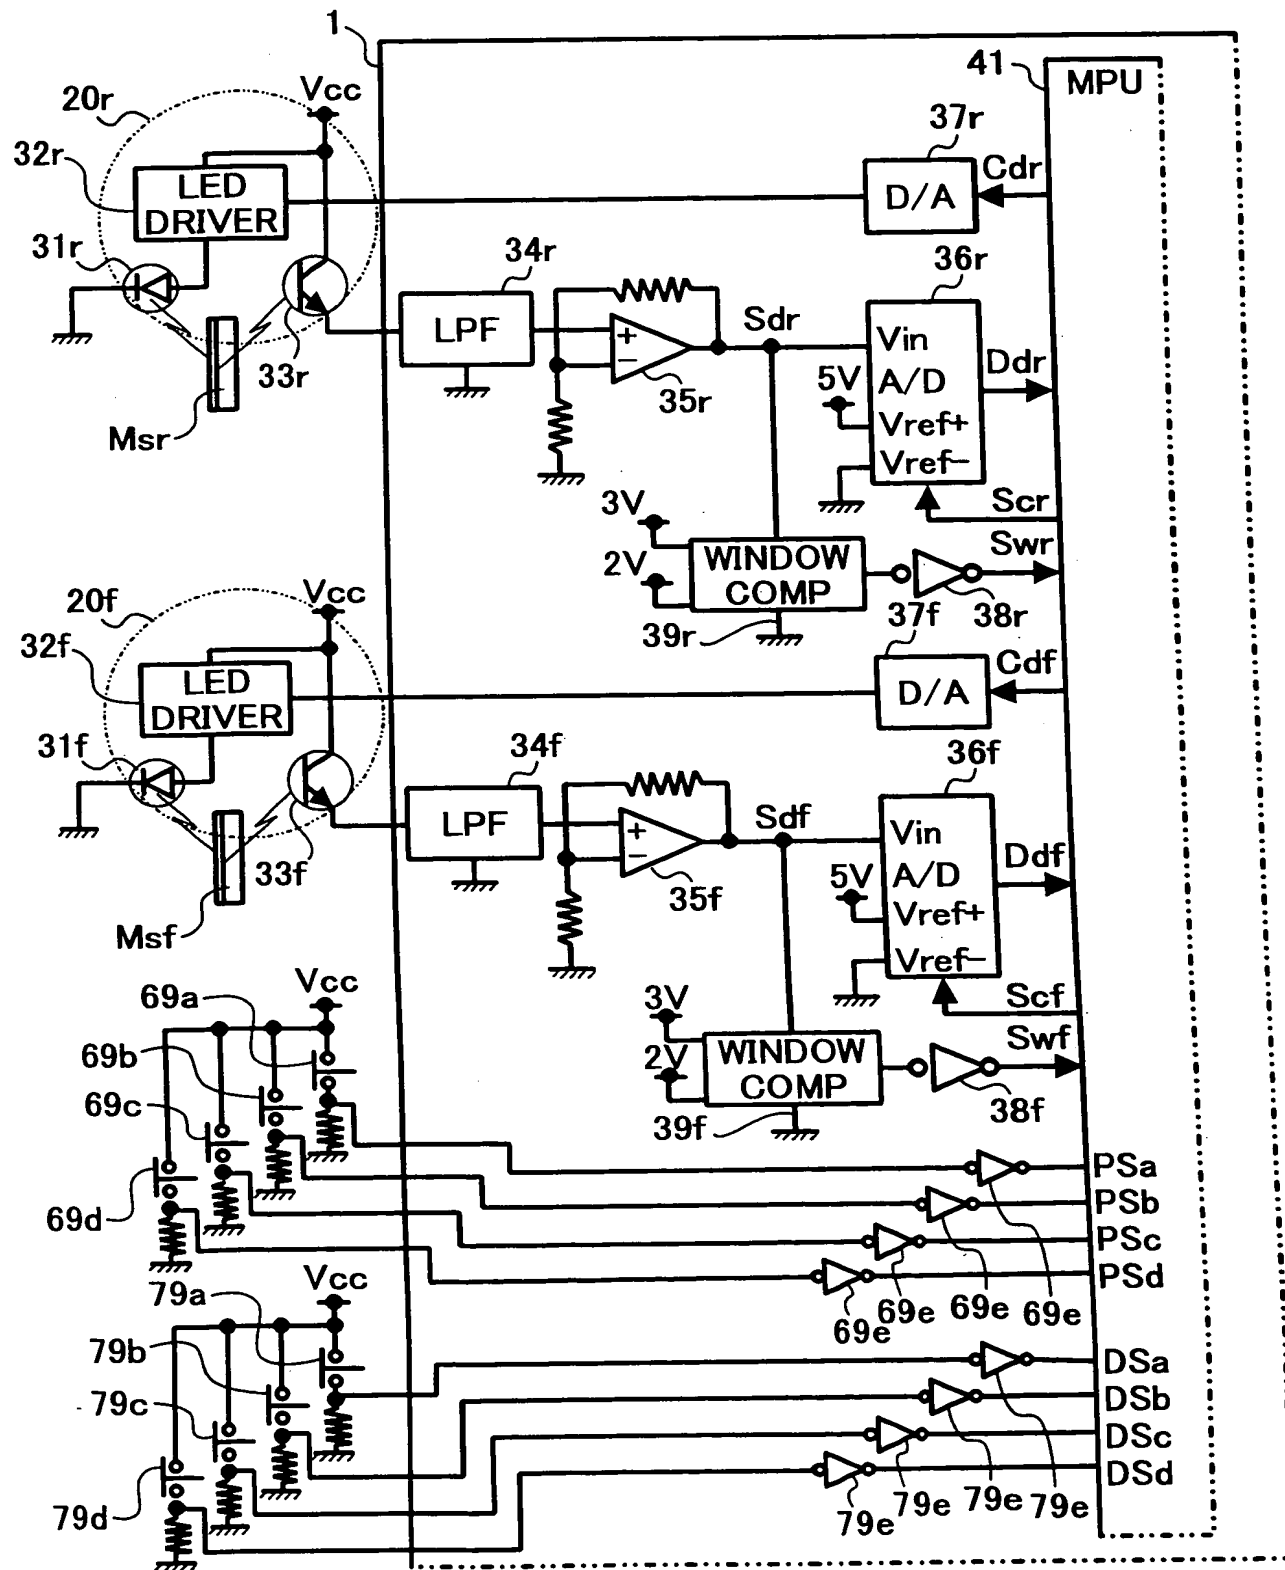 1
41
MPU
20r
Vcc
32r
LED
DRIVER
37r
D/A
Cdr
31r
33r
Msr
34r
LPF
+
−
35r
Sdr
36r
Vin
A/D
Vref+
Vref−
5V
Ddr
Scr
3V
2V
WINDOW
COMP
39r
38r
Swr
20f
Vcc
32f
LED
DRIVER
37f
D/A
Cdf
31f
33f
Msf
34f
LPF
+
−
35f
Sdf
36f
Vin
A/D
Vref+
Vref−
5V
Ddf
Scf
3V
2V
WINDOW
COMP
39f
38f
Swf
Vcc
69a
69b
69c
69d
PSa
PSb
PSc
PSd
69e
69e
69e
69e
Vcc
79a
79b
79c
79d
DSa
DSb
DSc
DSd
79e
79e
79e
79e